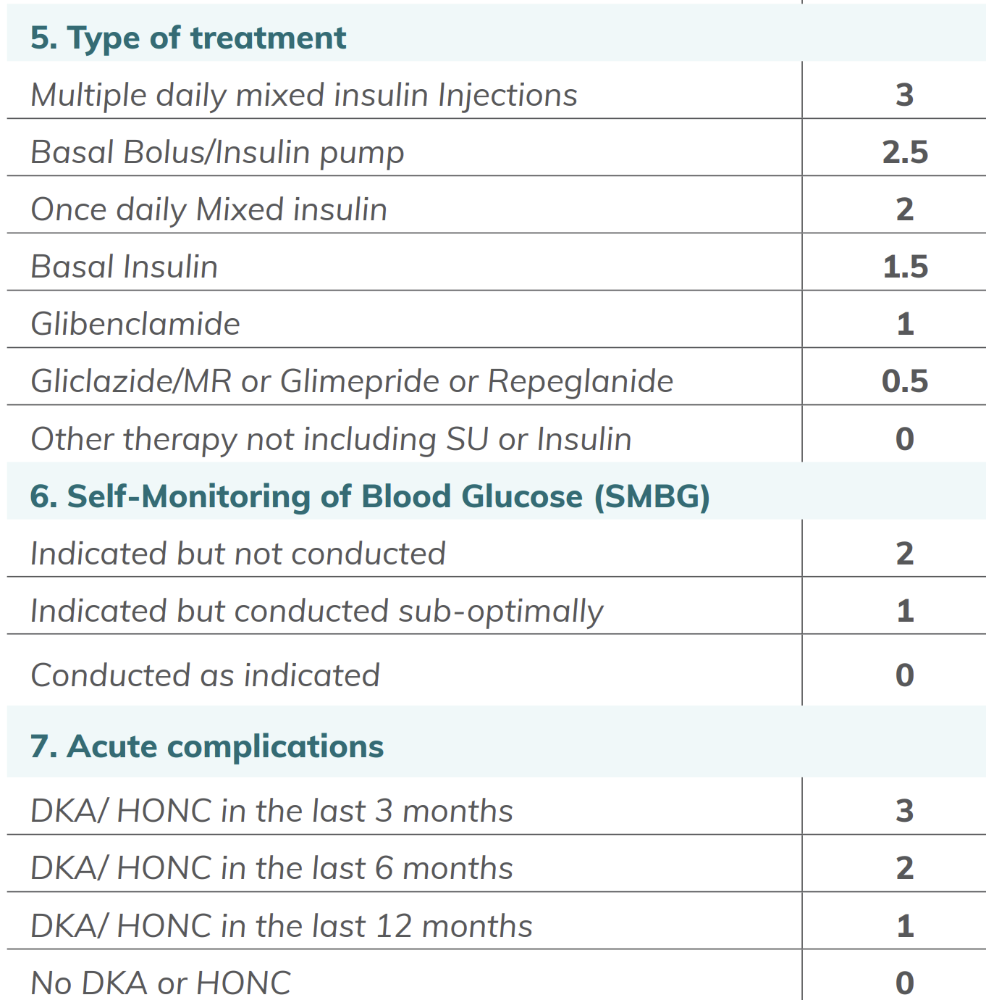 5. Type of treatment
Multiple daily mixed insulin Injections 3
Basal Bolus/Insulin pump 2.5
Once daily Mixed insulin 2
Basal Insulin 1.5
Glibenclamide 1
Gliclazide/MR or Glimepride or Repeglanide 0.5
Other therapy not including SU or Insulin 0
6. Self-Monitoring of Blood Glucose (SMBG)
Indicated but not conducted 2
Indicated but conducted sub-optimally 1
Conducted as indicated 0
7. Acute complications
DKA/ HONC in the last 3 months 3
DKA/ HONC in the last 6 months 2
DKA/ HONC in the last 12 months 1
No DKA or HONC 0